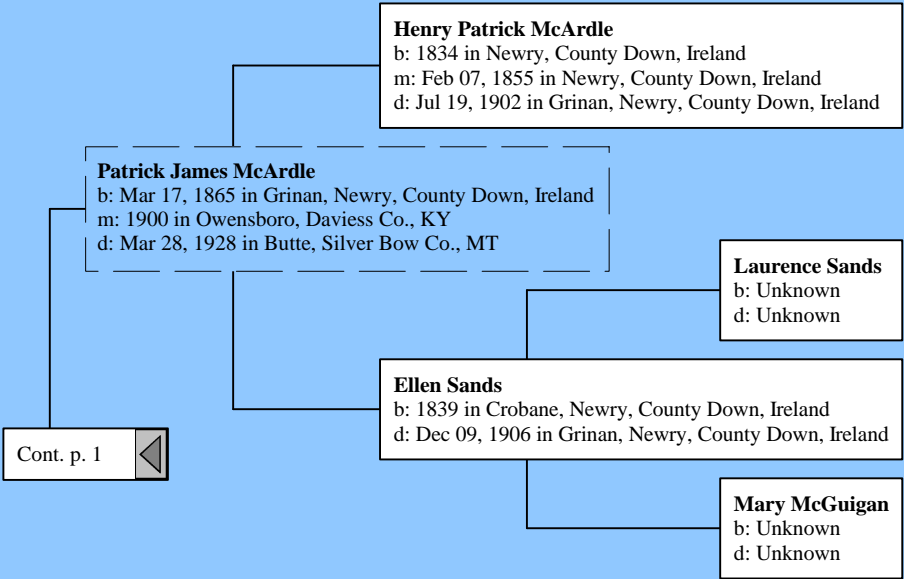 Henry Patrick McArdle
b: 1834 in Newry, County Down, Ireland
m: Feb 07, 1855 in Newry, County Down, Ireland
d: Jul 19, 1902 in Grinan, Newry, County Down, Ireland
Patrick James McArdle
b: Mar 17, 1865 in Grinan, Newry, County Down, Ireland
m: 1900 in Owensboro, Daviess Co., KY
d: Mar 28, 1928 in Butte, Silver Bow Co., MT
Laurence Sands
b: Unknown
d: Unknown
Ellen Sands
b: 1839 in Crobane, Newry, County Down, Ireland
d: Dec 09, 1906 in Grinan, Newry, County Down, Ireland
Cont. p. 1
Mary McGuigan
b: Unknown
d: Unknown